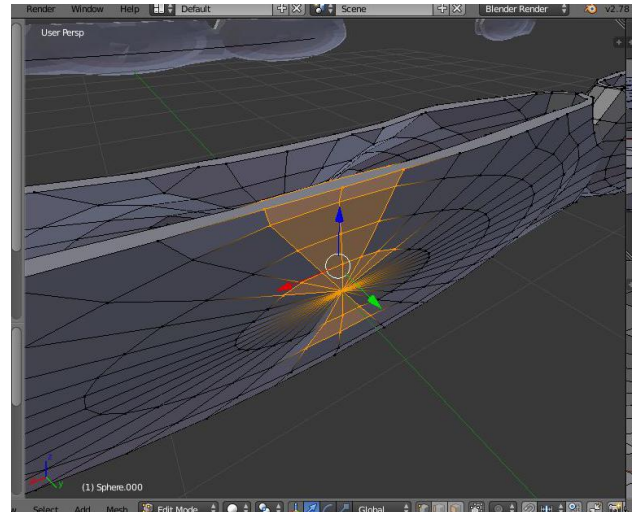 Render Window Help Default Scene Blender Render v2.78
User Persp
z
y
(1) Sphere.000
Select Add Mesh Edit Mode Global